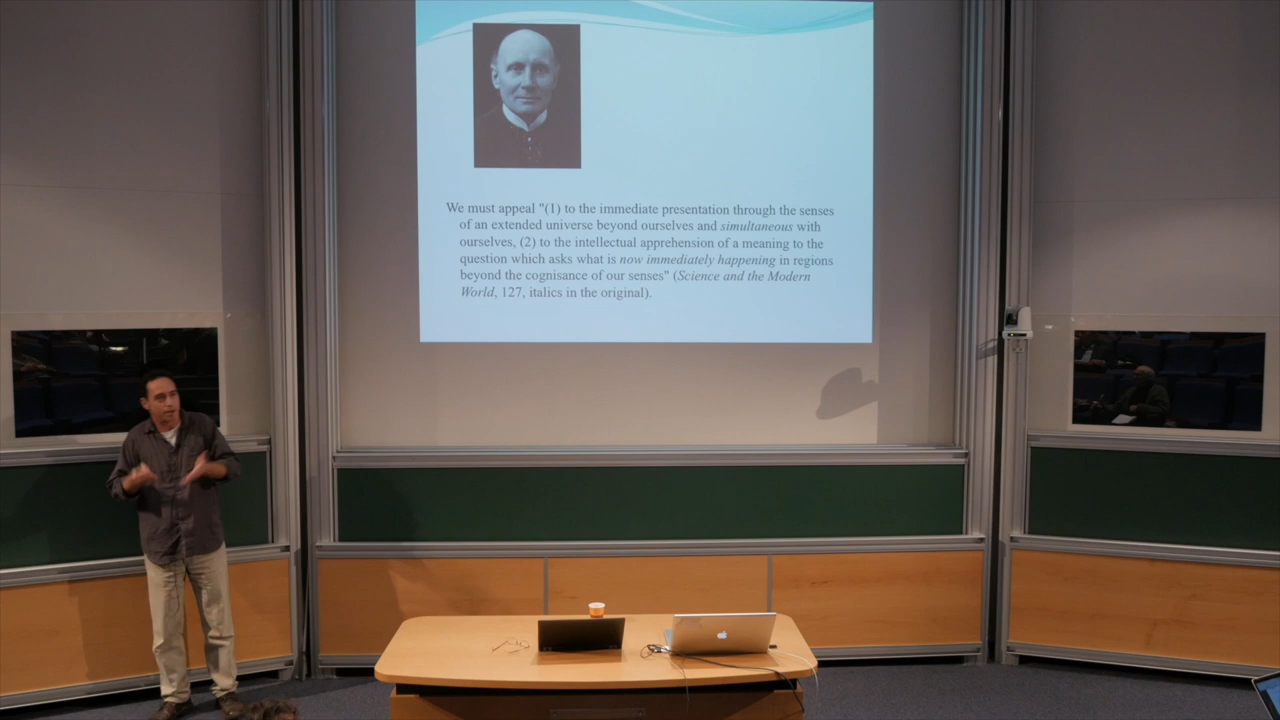 We must appeal "(1) to the immediate presentation through the senses
of an extended universe beyond ourselves and simultaneous with
ourselves, (2) to the intellectual apprehension of a meaning to the
question which asks what is now immediately happening in regions
beyond the cognisance of our senses" (Science and the Modern
World, 127, italics in the original).